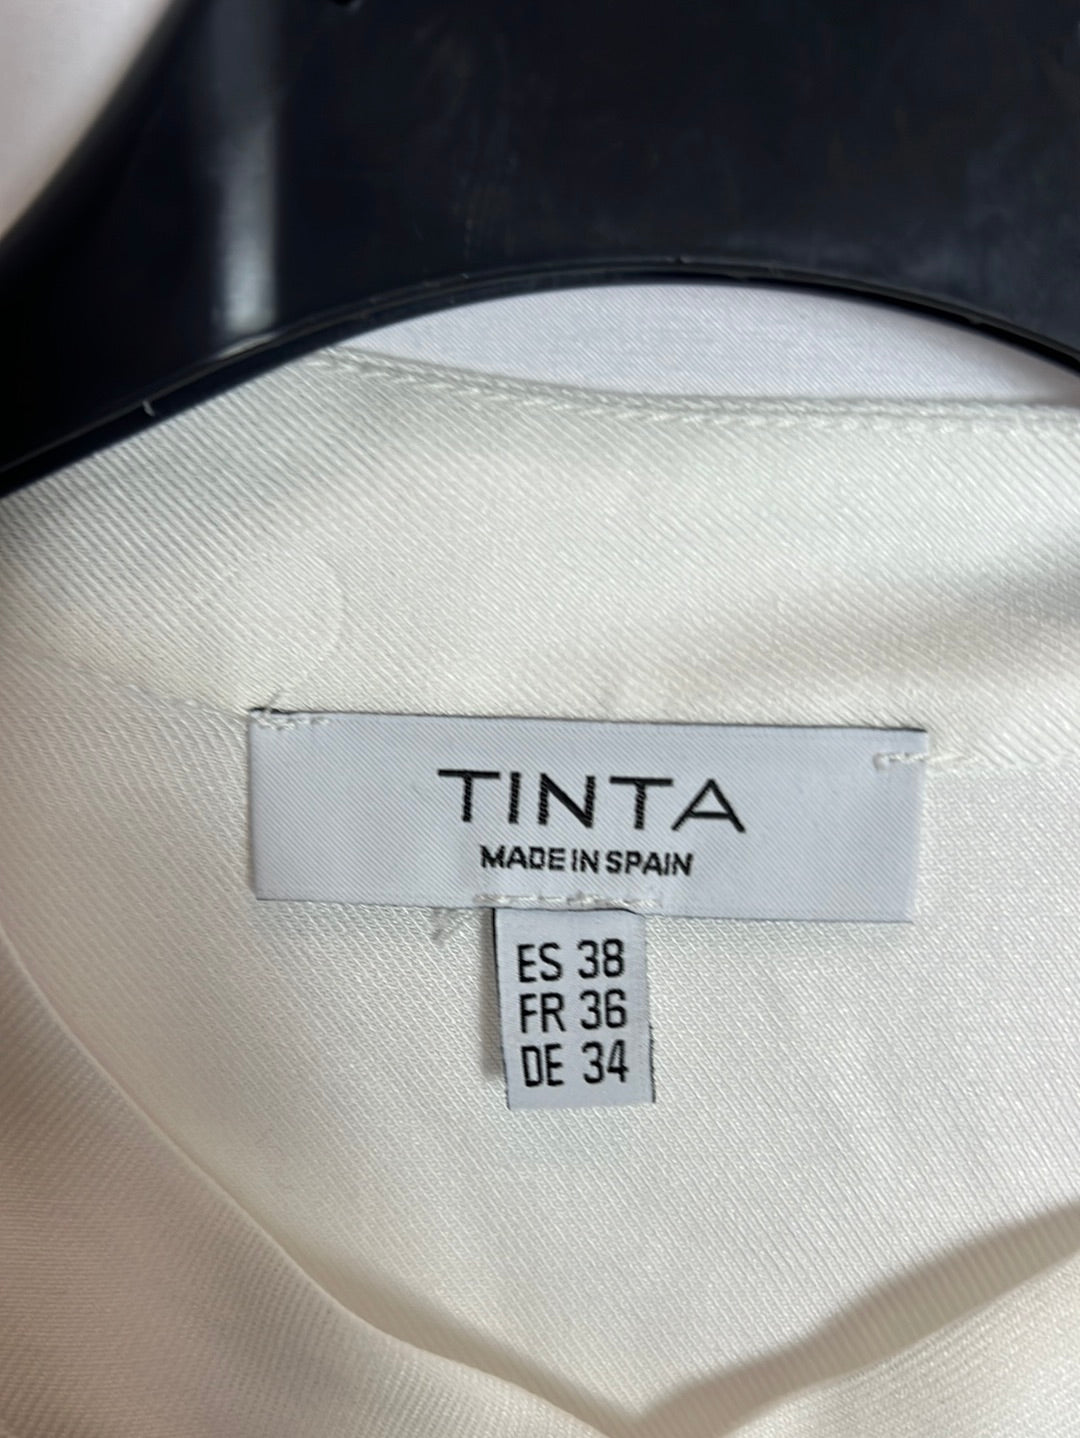 TINTA
MADE IN SPAIN
ES 38
FR 36
DE 34